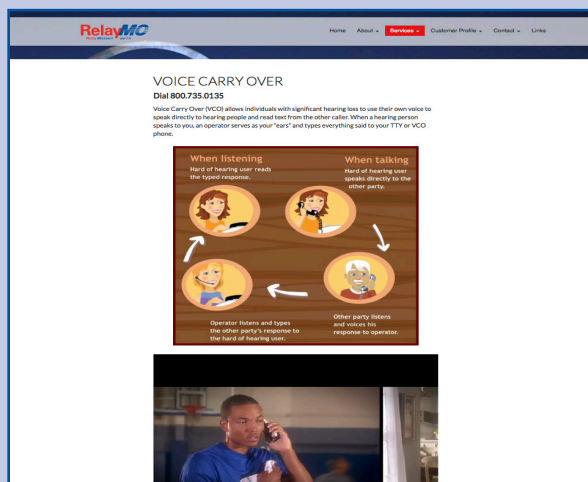 RelayMO
Relay Missouri
Home About Services Customer Profile Contact Links
VOICE CARRY OVER
Dial 800.735.0135
Voice Carry Over (VCO) allows individuals with significant hearing loss to use their own voice to
speak directly to hearing people and read text from the other caller. When a hearing person
speaks to you, an operator serves as your "ears" and types everything said to your TTY or VCO
phone.
When listening
Hard of hearing user reads
the typed response.
When talking
Hard of hearing user
speaks directly to the
other party.
Operator listens and types
the other party's response to
the hard of hearing user.
Other party listens
and voices his
response to operator.